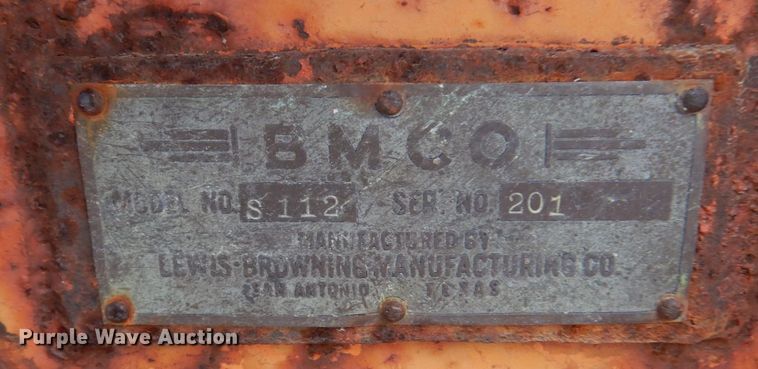 BMCO
MODEL NO. S 112 SER. NO. 201
MANUFACTURED BY
LEWIS-BROWNING MANUFACTURING CO.
SAN ANTONIO TEXAS
Purple Wave Auction